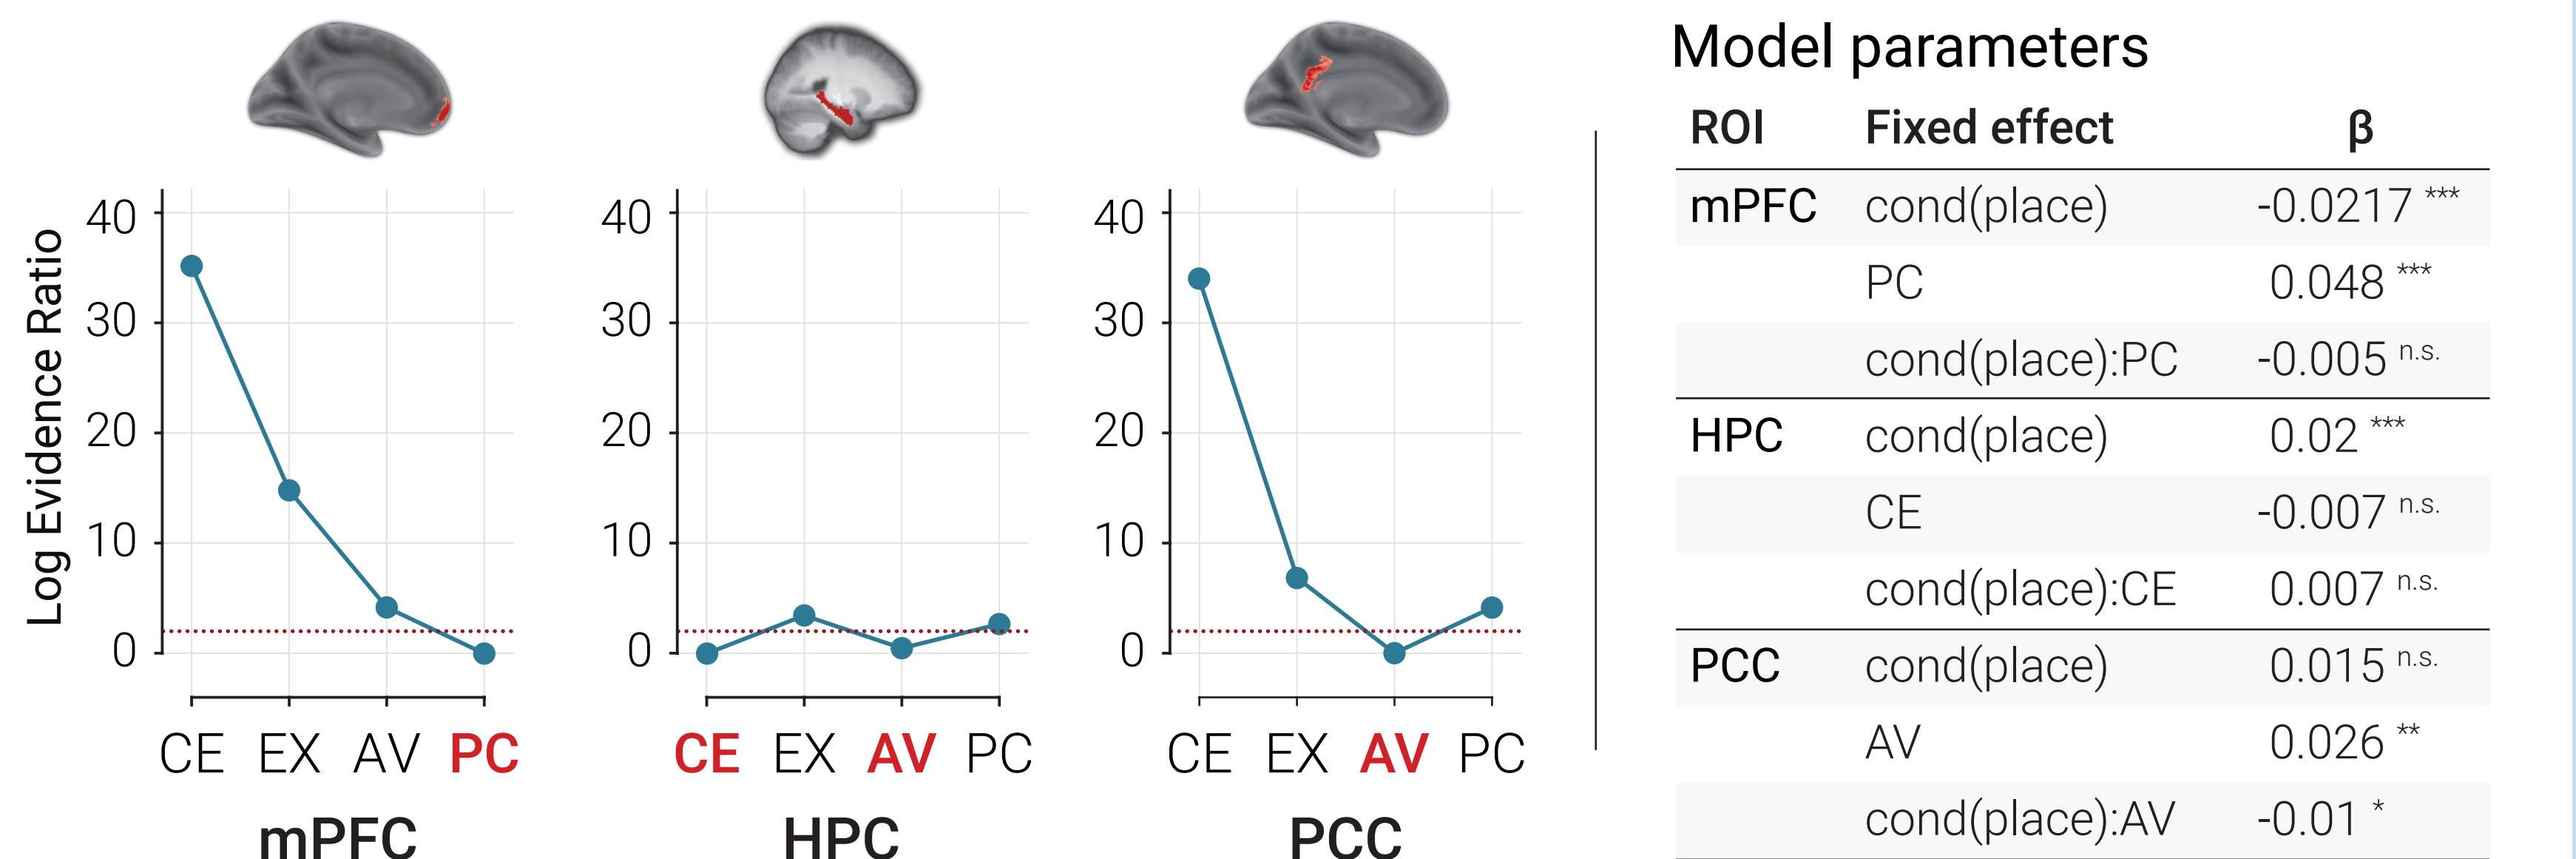 Log Evidence Ratio
40
30
20
10
0
CE EX AV PC
mPFC
40
30
20
10
0
CE EX AV PC
HPC
40
30
20
10
0
CE EX AV PC
PCC
Model parameters
ROI Fixed effect β
mPFC cond(place) -0.0217 ***
PC 0.048 ***
cond(place):PC -0.005 n.s.
HPC cond(place) 0.02 ***
CE -0.007 n.s.
cond(place):CE 0.007 n.s.
PCC cond(place) 0.015 n.s.
AV 0.026 **
cond(place):AV -0.01 *